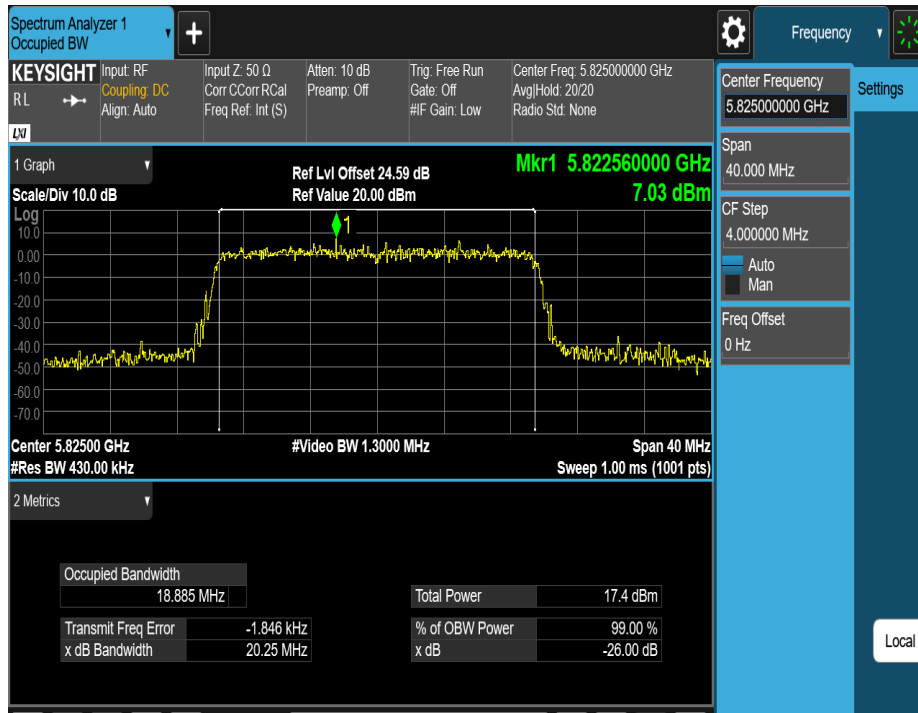 Spectrum Analyzer 1
Occupied BW
+
Frequency
KEYSIGHT
R L
LXI
Input: RF
Coupling: DC
Align: Auto
Input Z: 50 Ω
Corr CCorr RCal
Freq Ref: Int (S)
Atten: 10 dB
Preamp: Off
Trig: Free Run
Gate: Off
#IF Gain: Low
Center Freq: 5.825000000 GHz
Avg|Hold: 20/20
Radio Std: None
Center Frequency
5.825000000 GHz
Settings
Span
40.000 MHz
CF Step
4.000000 MHz
Auto
Man
Freq Offset
0 Hz
Local
1 Graph
Scale/Div 10.0 dB
Ref Lvl Offset 24.59 dB
Ref Value 20.00 dBm
Mkr1 5.822560000 GHz
7.03 dBm
Log
1
10.0
0.00
-10.0
-20.0
-30.0
-40.0
-50.0
-60.0
-70.0
Center 5.82500 GHz
#Video BW 1.3000 MHz
Span 40 MHz
#Res BW 430.00 kHz
Sweep 1.00 ms (1001 pts)
2 Metrics
Occupied Bandwidth
18.885 MHz
Total Power 17.4 dBm
Transmit Freq Error -1.846 kHz
% of OBW Power 99.00 %
x dB Bandwidth 20.25 MHz
x dB -26.00 dB